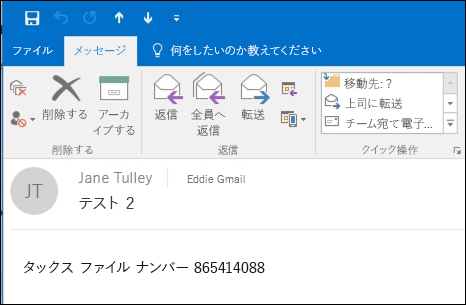 ファイル メッセージ 何をしたいのか教えてください
削除する アーカイブする 返信 全員へ返信 転送
移動先: ?
上司に転送
チーム宛て電子...
削除する 返信 クイック操作
JT
Jane Tulley Eddie Gmail
テスト 2
タックス ファイル ナンバー 865414088